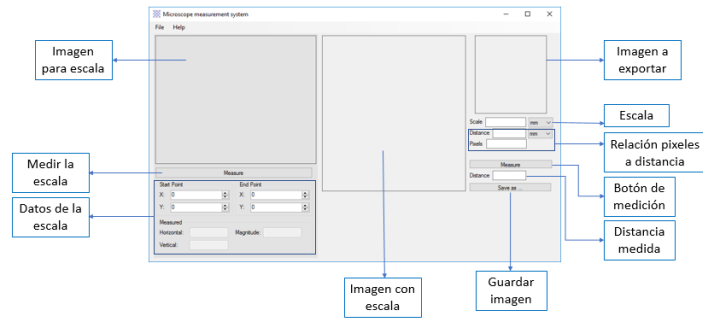 Microscope measurement system
File Help
Imagen
para escala
Imagen a
exportar
Scale mm
Escala
Distance mm
Pixels
Relación pixeles
a distancia
Medir la
escala
Measure
Measure
Distance
Botón de
medición
Start Point End Point
X: 0 X: 0
Save as ...
Datos de la
escala
Y: 0 Y: 0
Measured
Horizontal: Magnitude:
Vertical:
Distancia
medida
Imagen con
escala
Guardar
imagen